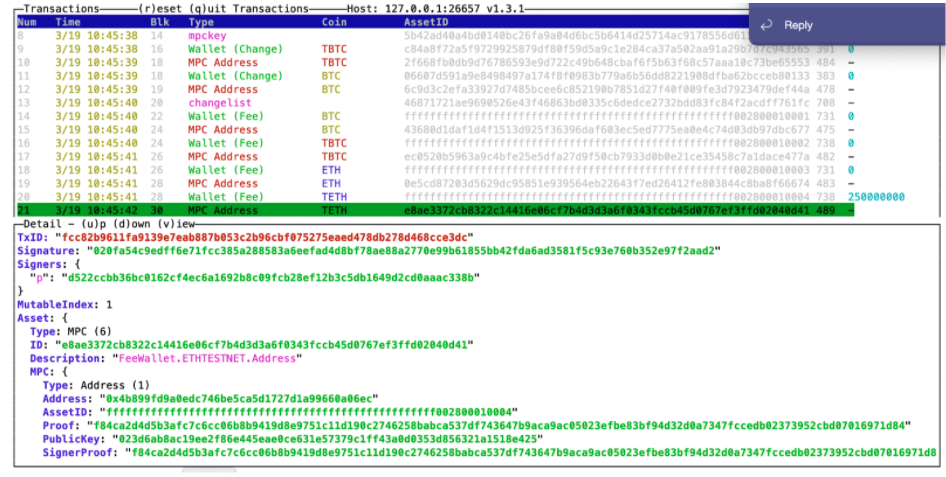 Transactions (r)eset (q)uit Transactions Host: 127.0.0.1:26657 v1.3.1
Reply
Num Time Blk Type Coin AssetID
8 3/19 10:45:38 14 mpckey 5b42ad40a4bd0140bc26fa9a04d6bc5b6414d25714ac9178556d61
9 3/19 10:45:38 16 Wallet (Change) TBTC c84a8f72a5f9729925879df80f59d5a9c1e284ca37a502aa91a29b7d7c943565 391 0
10 3/19 10:45:39 18 MPC Address TBTC 2f668fb0db9d76786593e9d722c49b648cbaf6f5b63f68c57aaa10c73be65553 484 –
11 3/19 10:45:39 18 Wallet (Change) BTC 06607d591a9e8498497a174f8f0983b779a6b56dd8221908dfba62bcceb80133 383 0
12 3/19 10:45:39 19 MPC Address BTC 6c9d3c2efa33927d7485bcee6c852190b7851d27f40f009fe3d7923479def44a 478 –
13 3/19 10:45:40 20 changelist 46871721ae9690526e43f46863bd0335c6dedce2732bdd83fc84f2acdff761fc 708 –
14 3/19 10:45:40 22 Wallet (Fee) BTC ffffffffffffffffffffffffffffffffffffffffffffffffffff002800010001 731 0
15 3/19 10:45:40 24 MPC Address BTC 43680d1daf1d4f1513d925f36396daf603ec5ed7775ea0e4c74d03db97dbc677 475 –
16 3/19 10:45:40 24 Wallet (Fee) TBTC ffffffffffffffffffffffffffffffffffffffffffffffffffff002800010002 738 0
17 3/19 10:45:41 26 MPC Address TBTC ec0520b5963a9c4bfe25e5dfa27d9f50cb7933d0b0e21ce35458c7a1dace477a 482 –
18 3/19 10:45:41 26 Wallet (Fee) ETH ffffffffffffffffffffffffffffffffffffffffffffffffffff002800010003 731 0
19 3/19 10:45:41 28 MPC Address ETH 0e5cd87203d5629dc95851e939564eb22643f7ed26412fe803844c8ba8f66674 483 –
20 3/19 10:45:41 28 Wallet (Fee) TETH ffffffffffffffffffffffffffffffffffffffffffffffffffff002800010004 738 250000000
21 3/19 10:45:42 30 MPC Address TETH e8ae3372cb8322c14416e06cf7b4d3d3a6f0343fccb45d0767ef3ffd02040d41 489 –
Detail – (u)p (d)own (v)iew
TxID: "fcc82b9611fa9139e7eab887b053c2b96cbf075275eaed478db278d468cce3dc"
Signature: "020fa54c9edff6e71fcc385a288583a6eefad4d8bf78ae88a2770e99b61855bb42fda6ad3581f5c93e760b352e97f2aad2"
Signers: {
"p": "d522ccbb36bc0162cf4ec6a1692b8c09fcb28ef12b3c5db1649d2cd0aaac338b"
}
MutableIndex: 1
Asset: {
Type: MPC (6)
ID: "e8ae3372cb8322c14416e06cf7b4d3d3a6f0343fccb45d0767ef3ffd02040d41"
Description: "FeeWallet.ETHTESTNET.Address"
MPC: {
Type: Address (1)
Address: "0x4b899fd9a0edc746be5ca5d1727d1a99660a06ec"
AssetID: "ffffffffffffffffffffffffffffffffffffffffffffffffffff002800010004"
Proof: "f84ca2d4d5b3afc7c6cc06b8b9419d8e9751c11d190c2746258babca537df743647b9aca9ac05023efbe83bf94d32d0a7347fccedb02373952cbd07016971d84"
PublicKey: "023d6ab8ac19ee2f86e445eae0ce631e57379c1ff43a0d0353d856321a1518e425"
SignerProof: "f84ca2d4d5b3afc7c6cc06b8b9419d8e9751c11d190c2746258babca537df743647b9aca9ac05023efbe83bf94d32d0a7347fccedb02373952cbd07016971d8